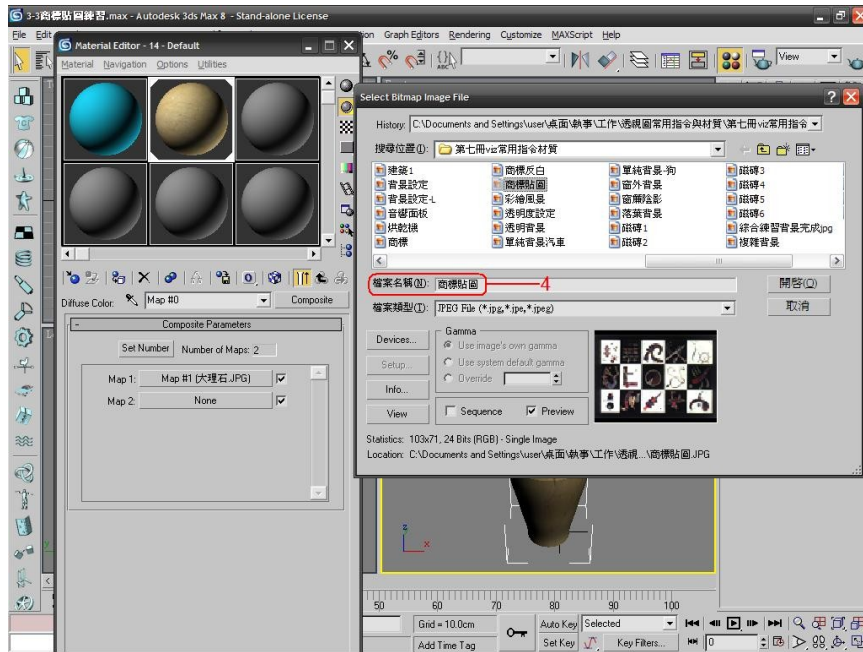 3-3商標貼圖練習.max - Autodesk 3ds Max 8 - Stand-alone License
File Edit
tion Graph Editors Rendering Customize MAXScript Help
View
Material Editor - 14 - Default
Material Navigation Options Utilities
Diffuse Color: Map #0 Composite
Composite Parameters
Set Number Number of Maps: 2
Map 1: Map #1 (大理石.JPG)
Map 2: None
Select Bitmap Image File
History: C:\Documents and Settings\user\桌面\執事\工作\透視圖常用指令與材質\第七冊viz常用指令
搜尋位置(I): 第七冊viz常用指令材質
建築1 商標反白 單純背景-狗 磁磚3
背景設定 商標貼圖 窗外背景 磁磚4
背景設定-L 彩繪風景 窗簾陰影 磁磚5
音響面板 透明度設定 落葉背景 磁磚6
烘乾機 透明背景 磁磚1 綜合練習背景完成jpg
商標 單純背景汽車 磁磚2 複雜背景
檔案名稱(N): 商標貼圖 4 開啓(O)
檔案類型(T): JPEG File (*.jpg,*.jpe,*.jpeg) 取消
Devices...
Setup...
Info...
View
Gamma
Use image's own gamma
Use system default gamma
Override
Sequence Preview
Statistics: 103x71, 24 Bits (RGB) - Single Image
Location: C:\Documents and Settings\user\桌面\執事\工作\透視...\商標貼圖.JPG
z
x
50 60 70 80 90 100
Grid = 10.0cm Auto Key Selected
Add Time Tag Set Key Key Filters... 0